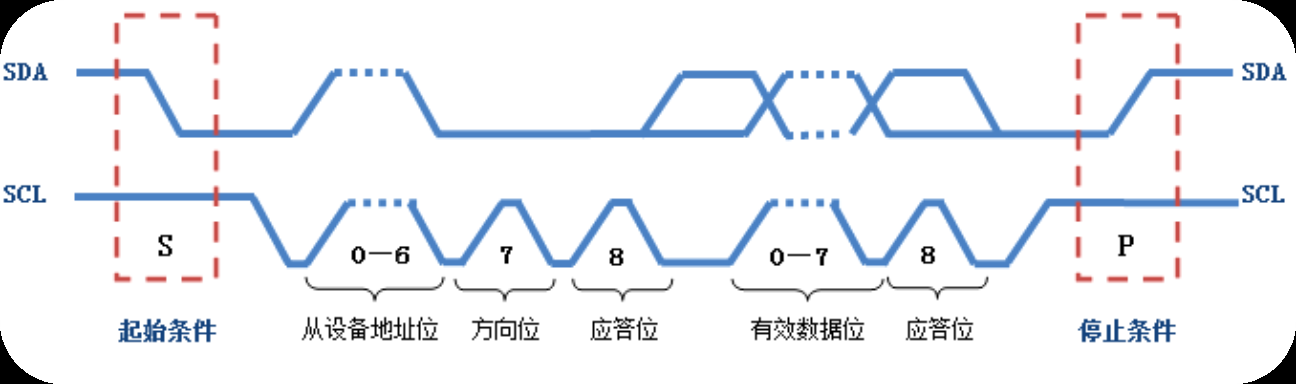 SDA
SDA
SCL
SCL
S
0—6
7
8
0—7
8
P
起始条件
从设备地址位
方向位
应答位
有效数据位
应答位
停止条件